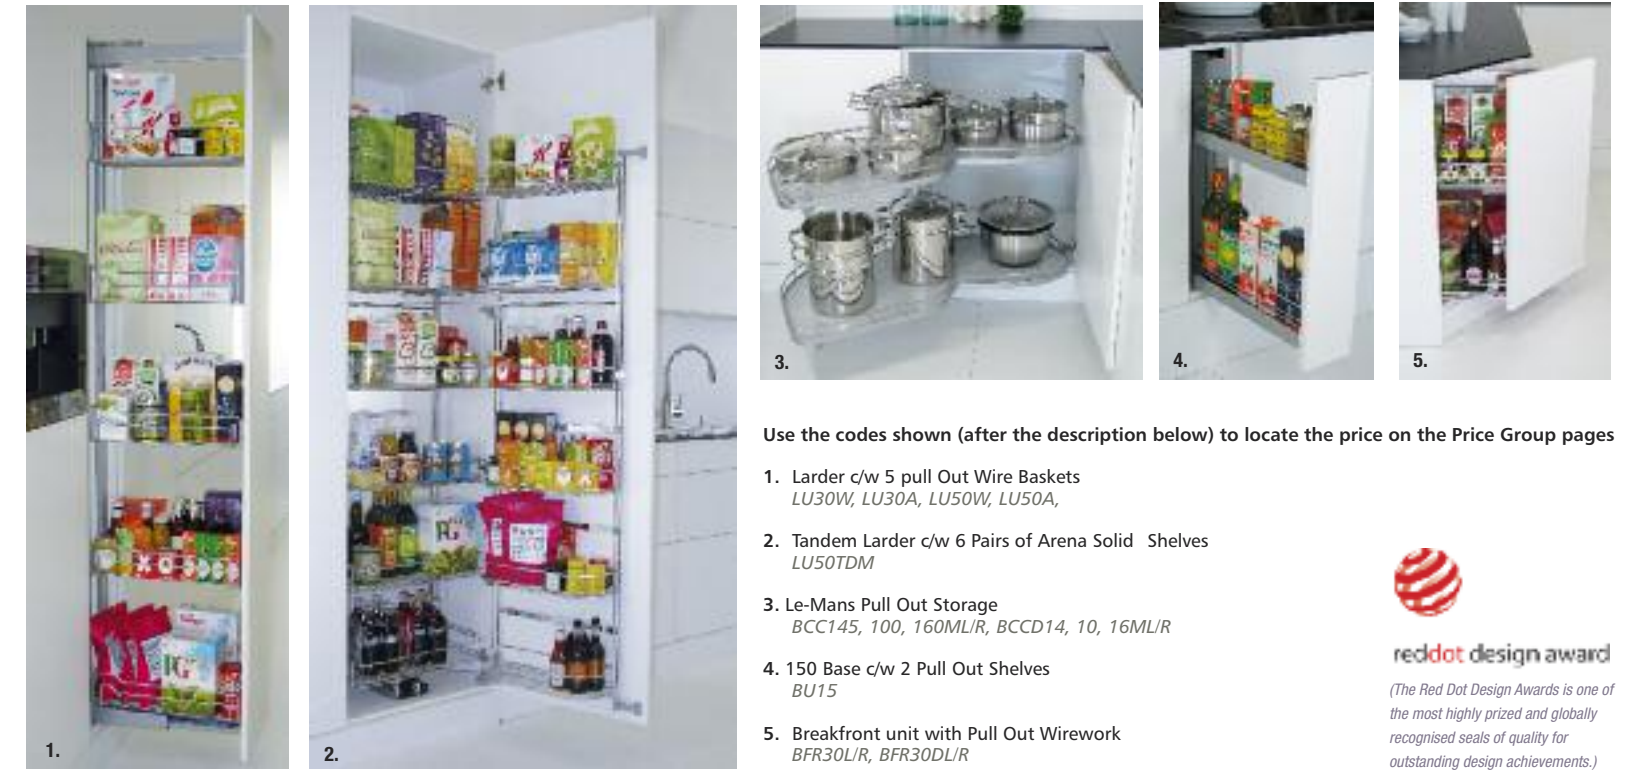 1.
2.
3.
4.
5.
Use the codes shown (after the description below) to locate the price on the Price Group pages
1. Larder c/w 5 pull Out Wire Baskets
LU30W, LU30A, LU50W, LU50A,
2. Tandem Larder c/w 6 Pairs of Arena Solid Shelves
LU50TDM
3. Le-Mans Pull Out Storage
BCC145, 100, 160ML/R, BCCD14, 10, 16ML/R
4. 150 Base c/w 2 Pull Out Shelves
BU15
5. Breakfront unit with Pull Out Wirework
BFR30L/R, BFR30DL/R
reddot design award
(The Red Dot Design Awards is one of
the most highly prized and globally
recognised seals of quality for
outstanding design achievements.)
PG
PG